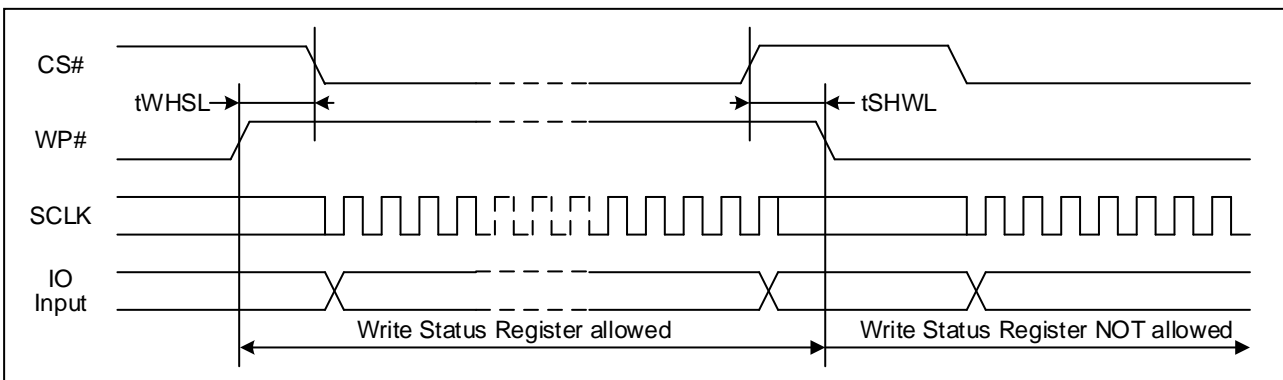 CS#
tWHSL
tSHWL
WP#
SCLK
IO
Input
Write Status Register allowed
Write Status Register NOT allowed